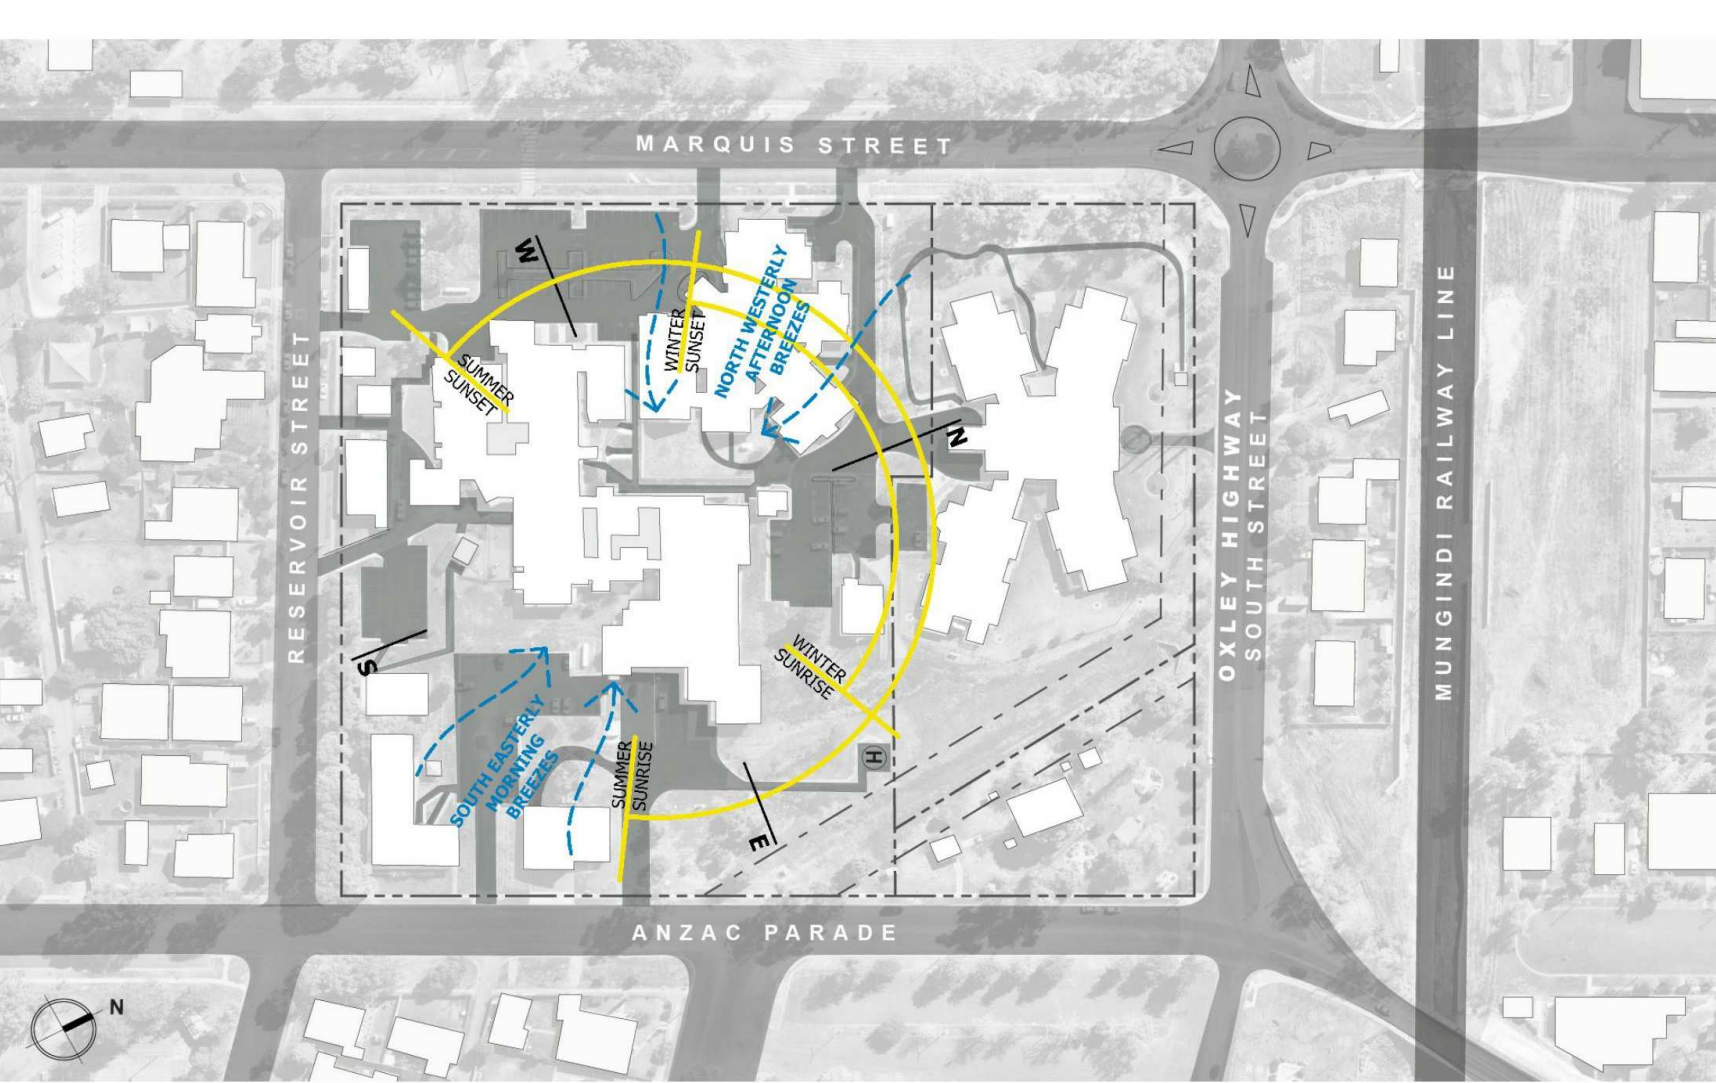 MARQUIS STREET
W
NORTH WESTERLY
AFTERNOON
BREEZES
WINTER
SUNSET
SUMMER
SUNSET
N
RESERVOIR STREET
OXLEY HIGHWAY
SOUTH STREET
MUNGINDI RAILWAY LINE
S
WINTER
SUNRISE
SOUTH EASTERLY
MORNING
BREEZES
SUMMER
SUNRISE
H
E
ANZAC PARADE
N